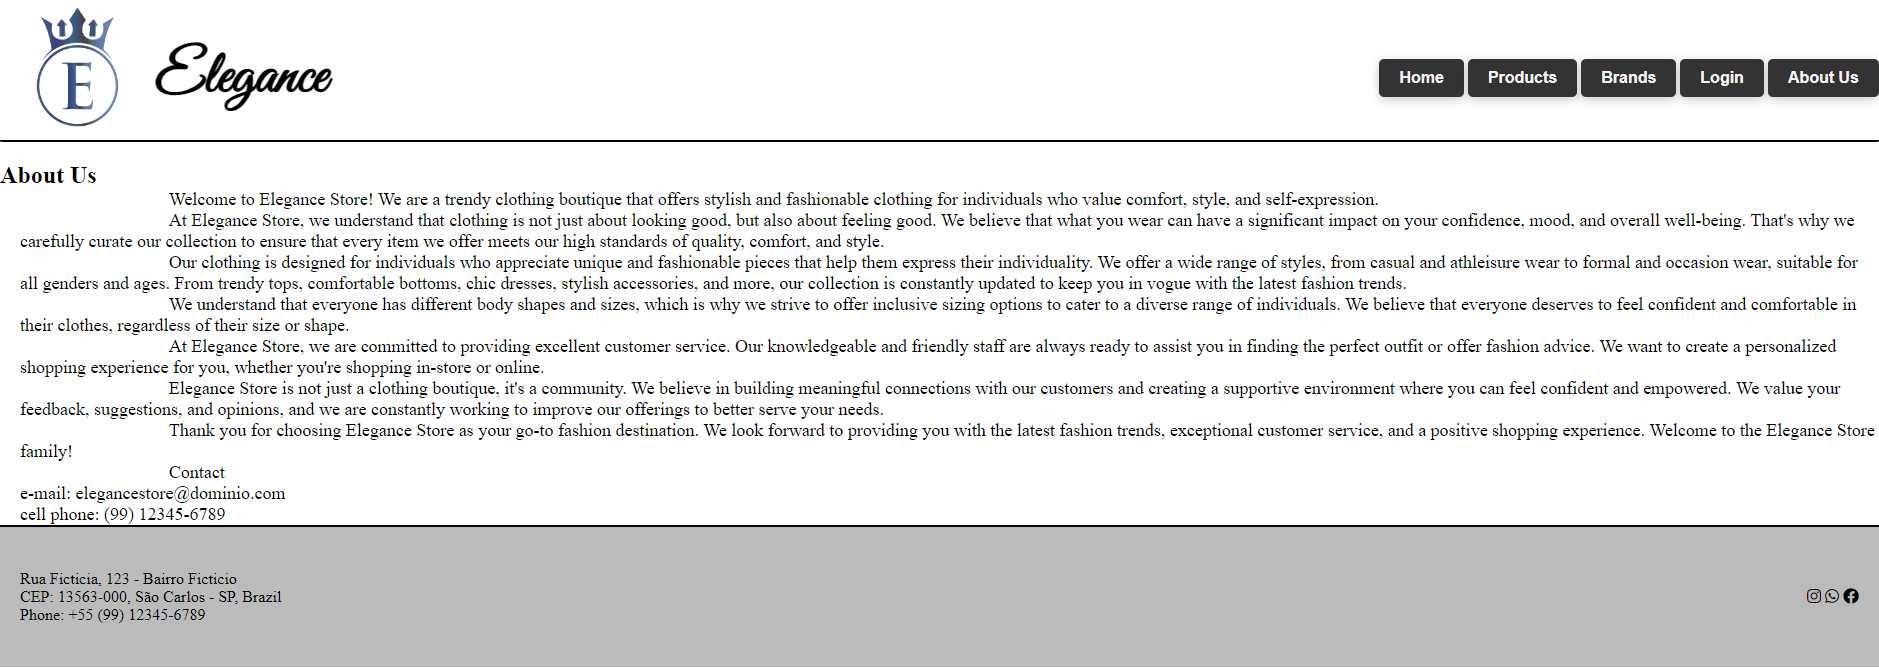 E
Elegance
Home Products Brands Login About Us
About Us
Welcome to Elegance Store! We are a trendy clothing boutique that offers stylish and fashionable clothing for individuals who value comfort, style, and self-expression.
At Elegance Store, we understand that clothing is not just about looking good, but also about feeling good. We believe that what you wear can have a significant impact on your confidence, mood, and overall well-being. That's why we
carefully curate our collection to ensure that every item we offer meets our high standards of quality, comfort, and style.
Our clothing is designed for individuals who appreciate unique and fashionable pieces that help them express their individuality. We offer a wide range of styles, from casual and athleisure wear to formal and occasion wear, suitable for
all genders and ages. From trendy tops, comfortable bottoms, chic dresses, stylish accessories, and more, our collection is constantly updated to keep you in vogue with the latest fashion trends.
We understand that everyone has different body shapes and sizes, which is why we strive to offer inclusive sizing options to cater to a diverse range of individuals. We believe that everyone deserves to feel confident and comfortable in
their clothes, regardless of their size or shape.
At Elegance Store, we are committed to providing excellent customer service. Our knowledgeable and friendly staff are always ready to assist you in finding the perfect outfit or offer fashion advice. We want to create a personalized
shopping experience for you, whether you're shopping in-store or online.
Elegance Store is not just a clothing boutique, it's a community. We believe in building meaningful connections with our customers and creating a supportive environment where you can feel confident and empowered. We value your
feedback, suggestions, and opinions, and we are constantly working to improve our offerings to better serve your needs.
Thank you for choosing Elegance Store as your go-to fashion destination. We look forward to providing you with the latest fashion trends, exceptional customer service, and a positive shopping experience. Welcome to the Elegance Store
family!
Contact
e-mail: elegancestore@dominio.com
cell phone: (99) 12345-6789
Rua Ficticia, 123 - Bairro Ficticio
CEP: 13563-000, São Carlos - SP, Brazil
Phone: +55 (99) 12345-6789